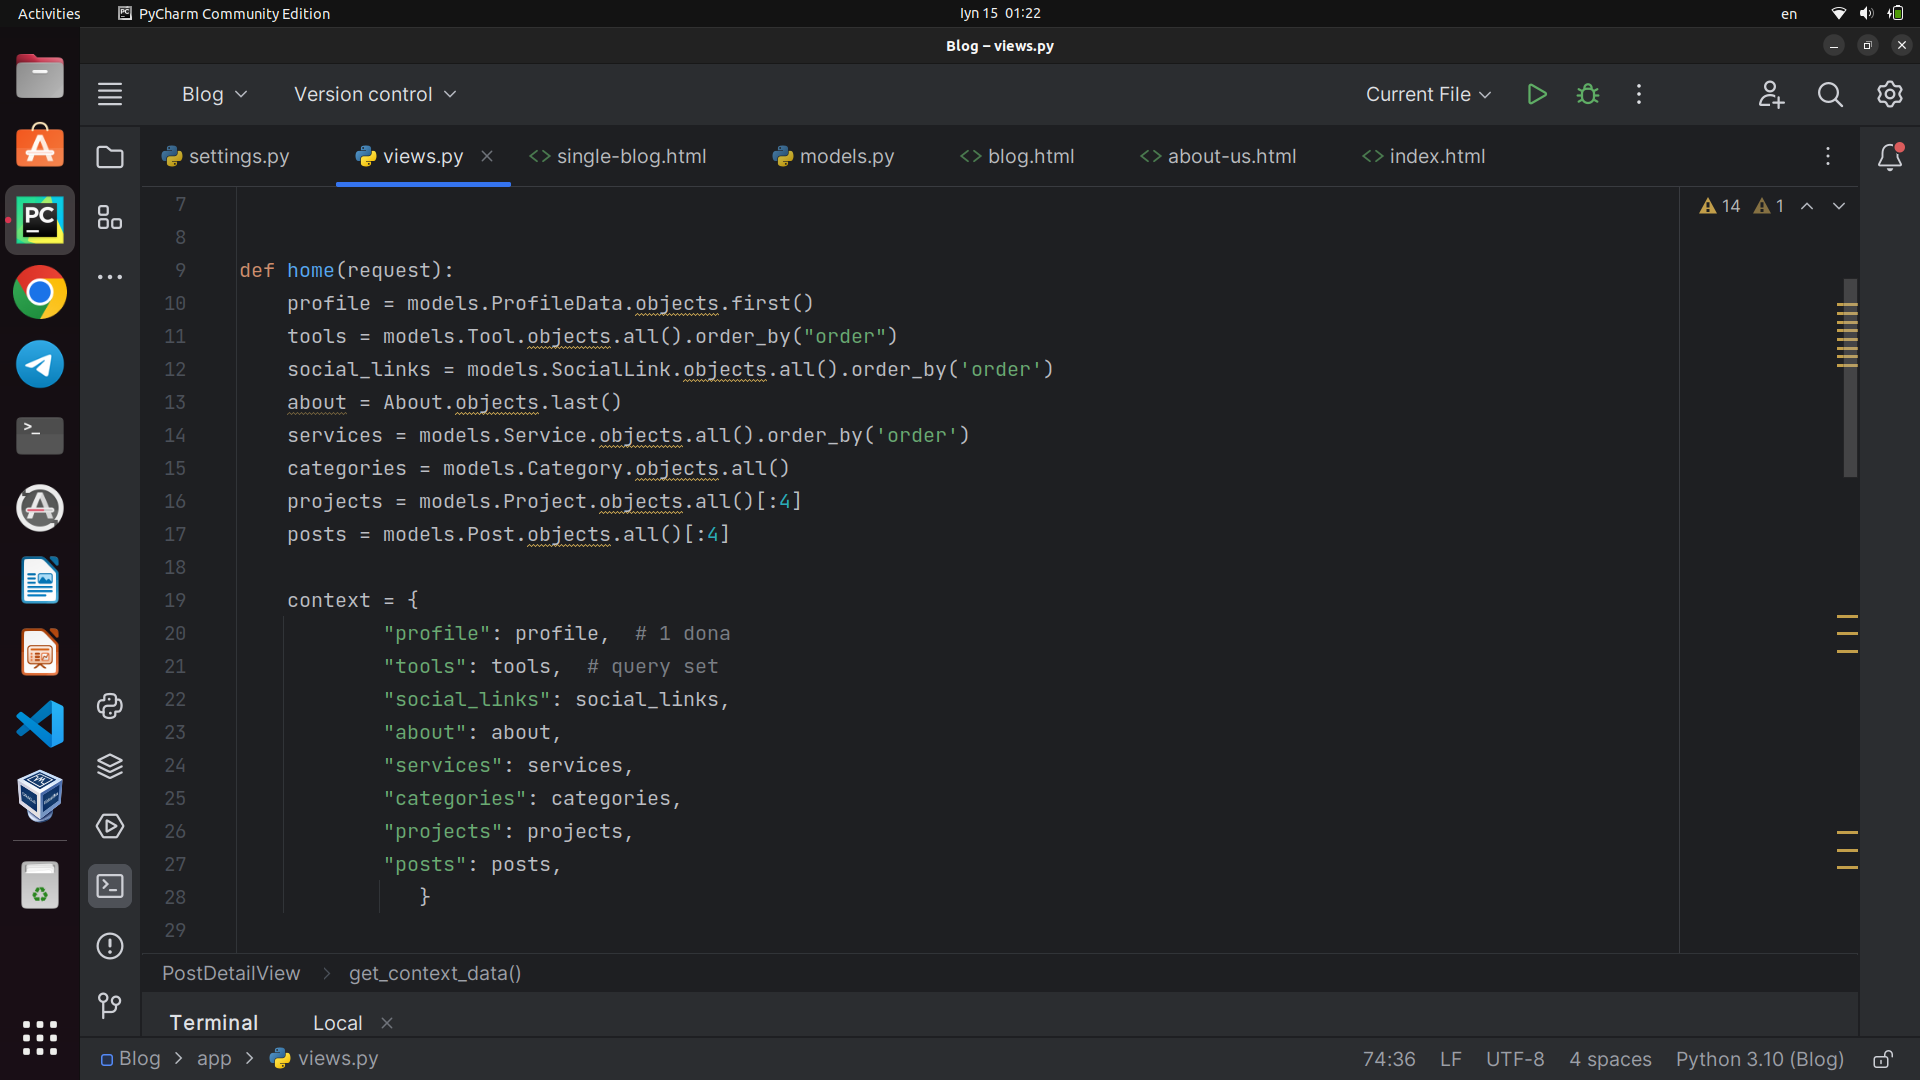 Activities PyCharm Community Edition Iyn 15 01:22 en
Blog – views.py
Blog Version control Current File
settings.py views.py single-blog.html models.py blog.html about-us.html index.html
14 1
7
8
9 def home(request):
10 profile = models.ProfileData.objects.first()
11 tools = models.Tool.objects.all().order_by("order")
12 social_links = models.SocialLink.objects.all().order_by('order')
13 about = About.objects.last()
14 services = models.Service.objects.all().order_by('order')
15 categories = models.Category.objects.all()
16 projects = models.Project.objects.all()[:4]
17 posts = models.Post.objects.all()[:4]
18
19 context = {
20 "profile": profile,  # 1 dona
21 "tools": tools,  # query set
22 "social_links": social_links,
23 "about": about,
24 "services": services,
25 "categories": categories,
26 "projects": projects,
27 "posts": posts,
28 }
29
PostDetailView > get_context_data()
Terminal Local
Blog > app > views.py 74:36 LF UTF-8 4 spaces Python 3.10 (Blog)